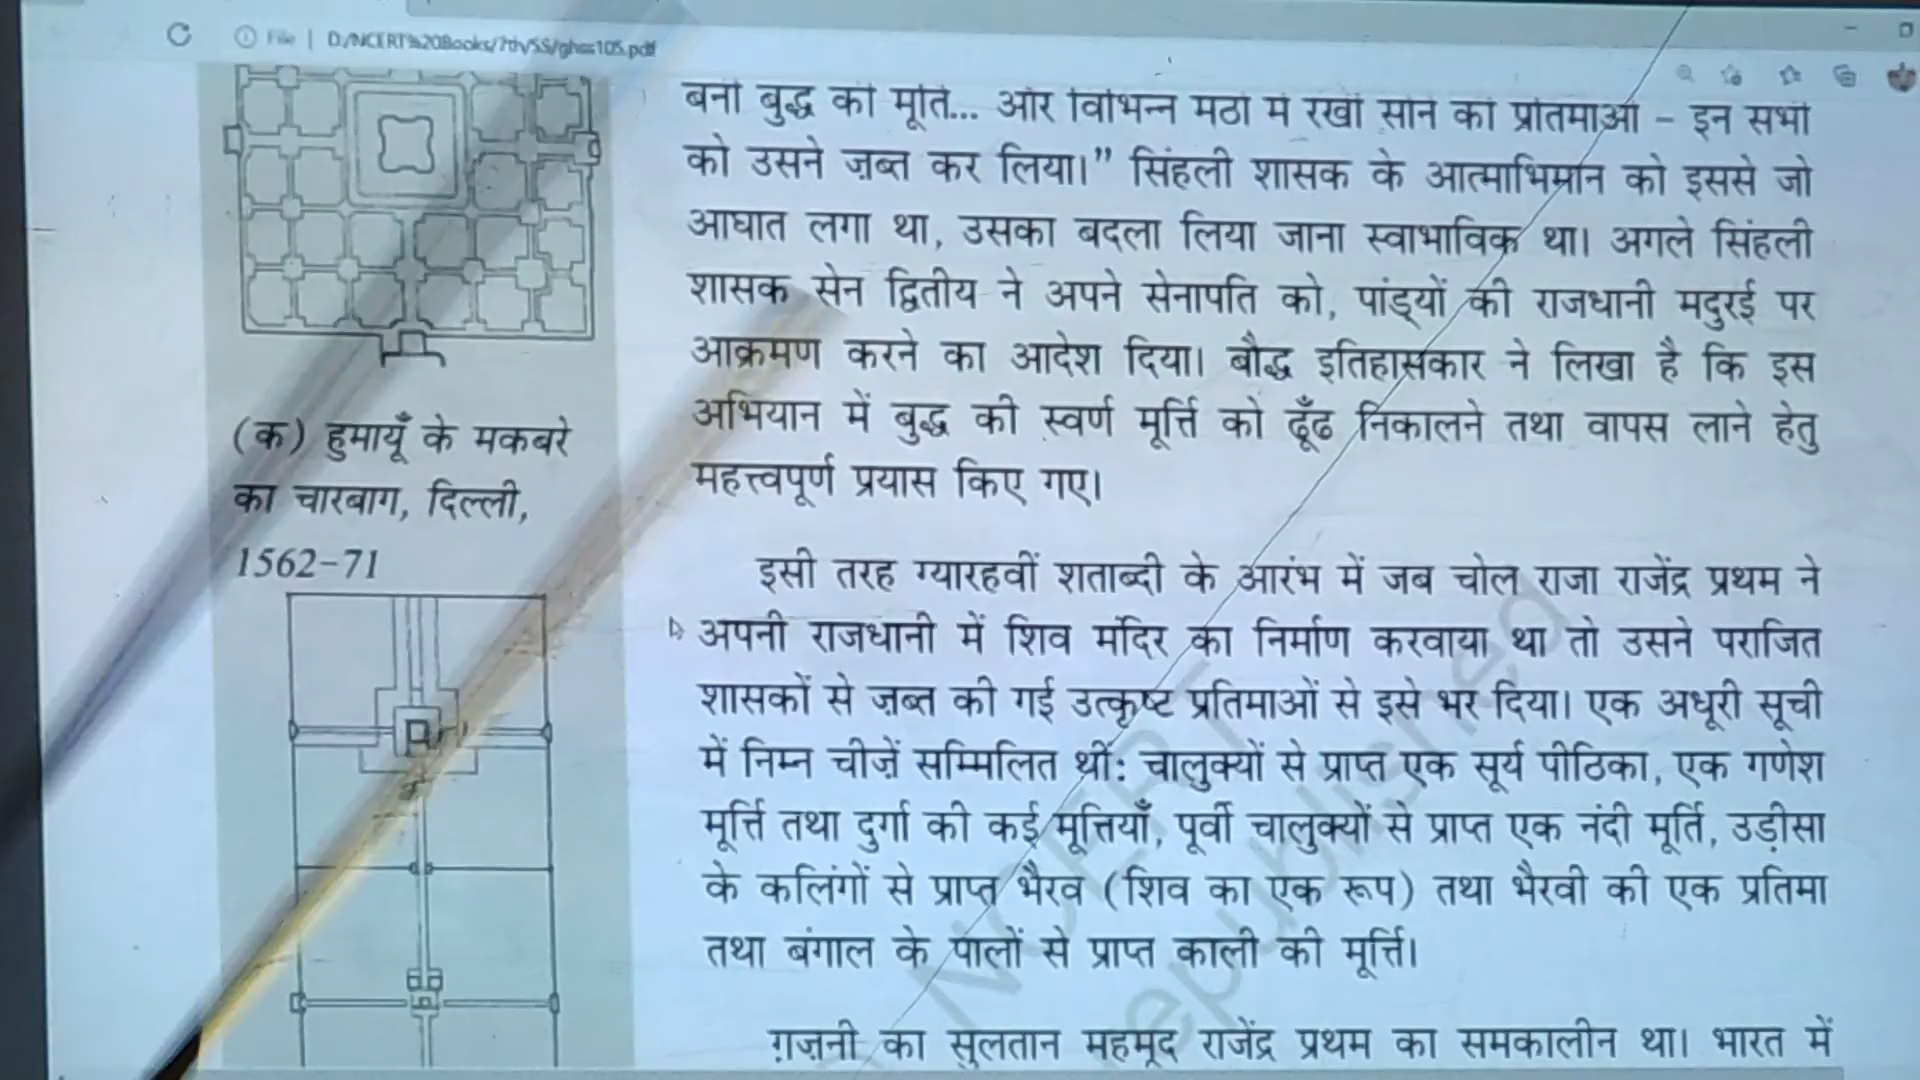 File | D:/NCERT%20Books/7th/SS/ghss105.pdf
बनी बुद्ध की मूर्ति... और विभिन्न मठों में रखी सोने की प्रतिमाओं – इन सभी
को उसने ज़ब्त कर लिया।” सिंहली शासक के आत्माभिमान को इससे जो
आघात लगा था, उसका बदला लिया जाना स्वाभाविक था। अगले सिंहली
शासक सेन द्वितीय ने अपने सेनापति को, पांड्यों की राजधानी मदुरई पर
आक्रमण करने का आदेश दिया। बौद्ध इतिहासकार ने लिखा है कि इस
अभियान में बुद्ध की स्वर्ण मूर्त्ति को ढूँढ निकालने तथा वापस लाने हेतु
महत्त्वपूर्ण प्रयास किए गए।
इसी तरह ग्यारहवीं शताब्दी के आरंभ में जब चोल राजा राजेंद्र प्रथम ने
अपनी राजधानी में शिव मंदिर का निर्माण करवाया था तो उसने पराजित
शासकों से ज़ब्त की गई उत्कृष्ट प्रतिमाओं से इसे भर दिया। एक अधूरी सूची
में निम्न चीज़ें सम्मिलित थीं: चालुक्यों से प्राप्त एक सूर्य पीठिका, एक गणेश
मूर्त्ति तथा दुर्गा की कई मूर्त्तियाँ, पूर्वी चालुक्यों से प्राप्त एक नंदी मूर्ति, उड़ीसा
के कलिंगों से प्राप्त भैरव (शिव का एक रूप) तथा भैरवी की एक प्रतिमा
तथा बंगाल के पालों से प्राप्त काली की मूर्त्ति।
ग़ज़नी का सुलतान महमूद राजेंद्र प्रथम का समकालीन था। भारत में
(क) हुमायूँ के मकबरे
का चारबाग, दिल्ली,
1562-71
NCERT
republished